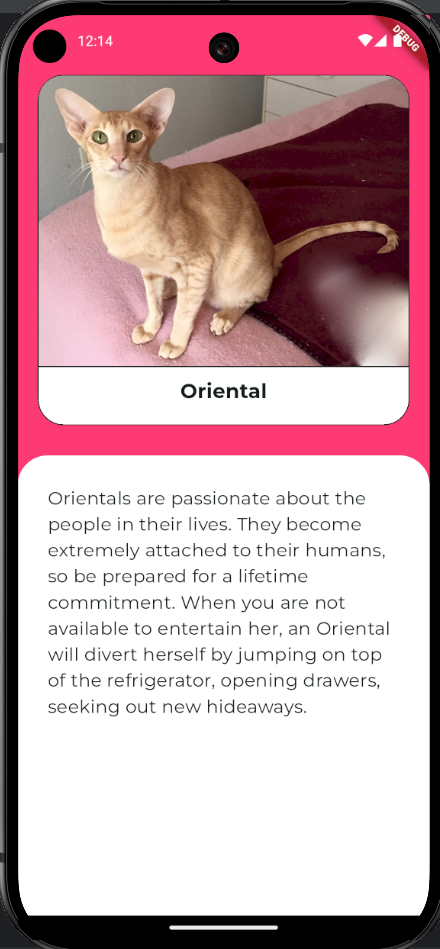 12:14
DEBUG
Oriental
Orientals are passionate about the
people in their lives. They become
extremely attached to their humans,
so be prepared for a lifetime
commitment. When you are not
available to entertain her, an Oriental
will divert herself by jumping on top
of the refrigerator, opening drawers,
seeking out new hideaways.